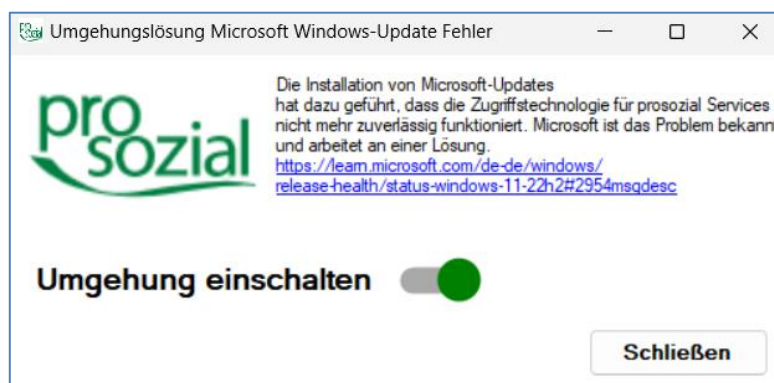 Umgehungslösung Microsoft Windows-Update Fehler
pro
sozial
Die Installation von Microsoft-Updates
hat dazu geführt, dass die Zugriffstechnologie für prosozial Services
nicht mehr zuverlässig funktioniert. Microsoft ist das Problem bekannt
und arbeitet an einer Lösung.
https://learn.microsoft.com/de-de/windows/
release-health/status-windows-11-22h2#2954msgdesc
Umgehung einschalten
Schließen